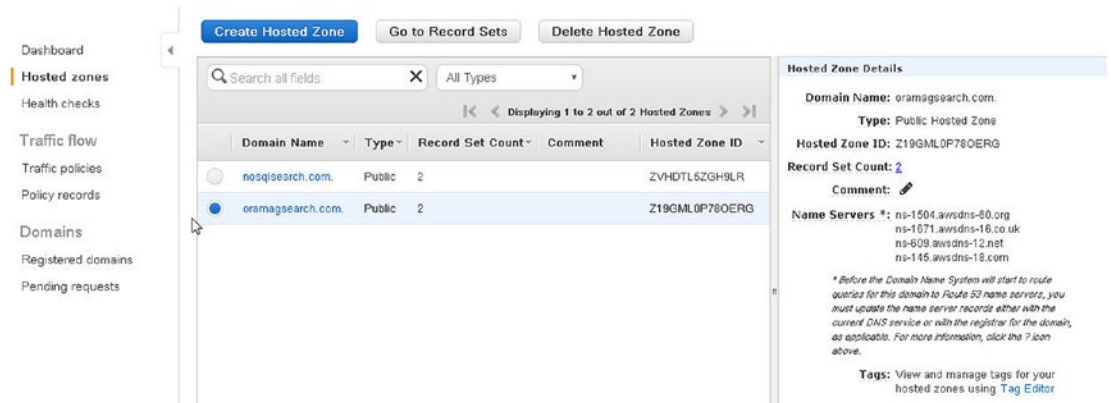 Create Hosted Zone Go to Record Sets Delete Hosted Zone
Dashboard
Hosted zones
Health checks
Traffic flow
Traffic policies
Policy records
Domains
Registered domains
Pending requests
Search all fields All Types
Displaying 1 to 2 out of 2 Hosted Zones
Domain Name Type Record Set Count Comment Hosted Zone ID
nosqlsearch.com. Public 2 ZVHDTL5ZGH9LR
oramagsearch.com. Public 2 Z19GML0P78OERG
Hosted Zone Details
Domain Name: oramagsearch.com.
Type: Public Hosted Zone
Hosted Zone ID: Z19GML0P78OERG
Record Set Count: 2
Comment:
Name Servers *: ns-1504.awsdns-60.org
ns-1671.awsdns-16.co.uk
ns-609.awsdns-12.net
ns-145.awsdns-18.com
* Before the Domain Name System will start to route
queries for this domain to Route 53 name servers, you
must update the name server records either with the
current DNS service or with the registrar for the domain,
as applicable. For more information, click the ? icon
above.
Tags: View and manage tags for your
hosted zones using Tag Editor